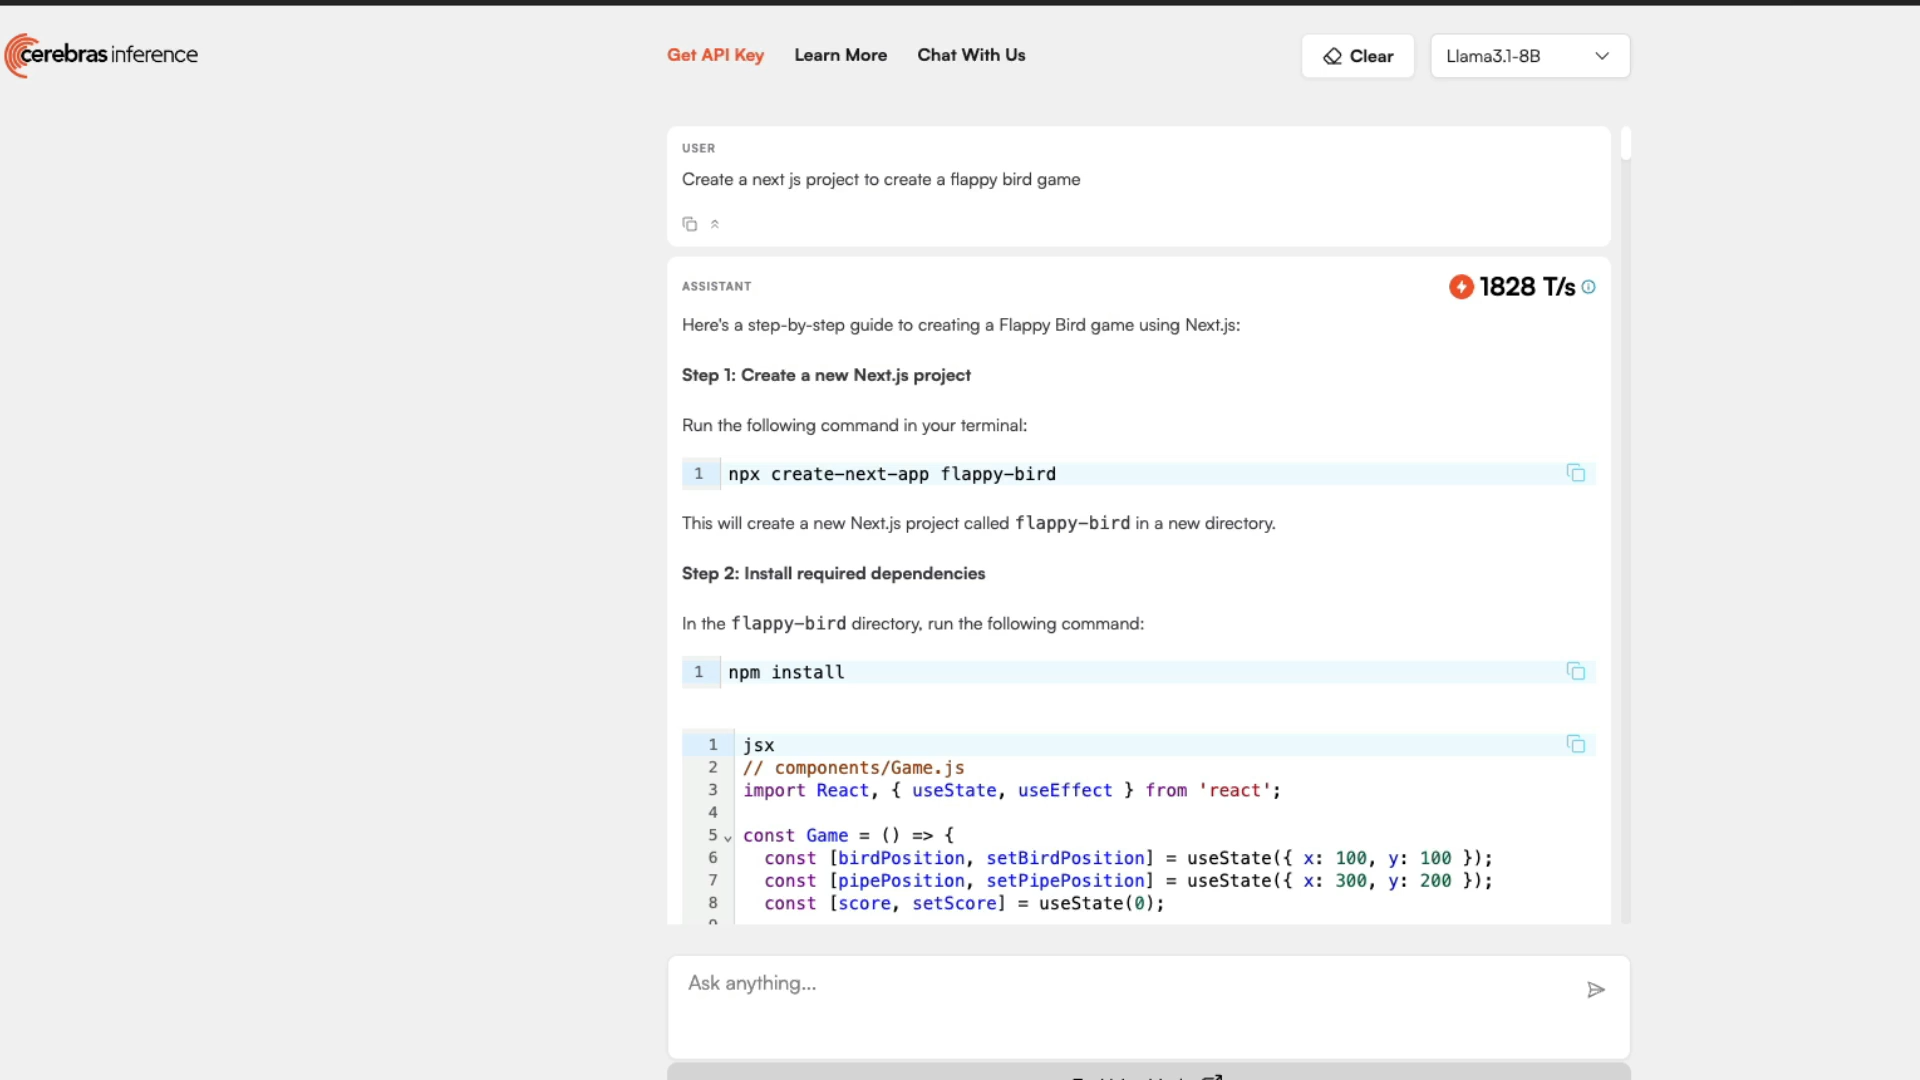 cerebras inference
Get API Key Learn More Chat With Us
Clear
Llama3.1-8B
USER
Create a next js project to create a flappy bird game
ASSISTANT
1828 T/s
Here's a step-by-step guide to creating a Flappy Bird game using Next.js:
Step 1: Create a new Next.js project
Run the following command in your terminal:
1 npx create-next-app flappy-bird
This will create a new Next.js project called flappy-bird in a new directory.
Step 2: Install required dependencies
In the flappy-bird directory, run the following command:
1 npm install
1 jsx
2 // components/Game.js
3 import React, { useState, useEffect } from 'react';
4
5 const Game = () => {
6 const [birdPosition, setBirdPosition] = useState({ x: 100, y: 100 });
7 const [pipePosition, setPipePosition] = useState({ x: 300, y: 200 });
8 const [score, setScore] = useState(0);
Ask anything...